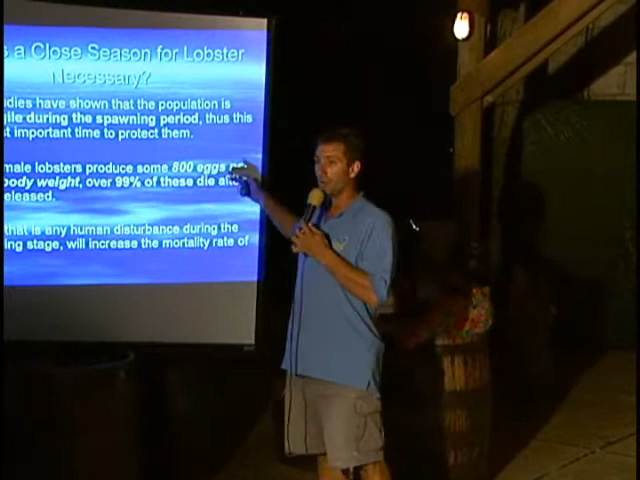 s a Close Season for Lobster
Necessary?
dies have shown that the population is
gile during the spawning period, thus this
t important time to protect them.
male lobsters produce some 800 eggs
body weight, over 99% of these die
eleased.
that is any human disturbance during the
ing stage, will increase the mortality rate of